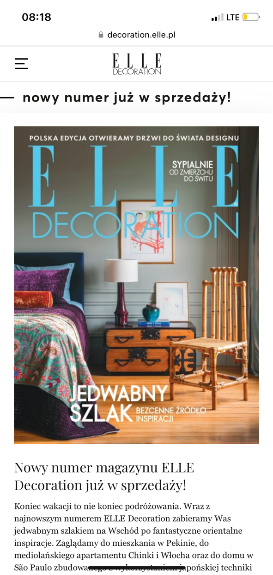 08:18
LTE
decoration.elle.pl
ELLE
DECORATION
nowy numer już w sprzedaży!
POLSKA EDYCJA OTWIERAMY DRZWI DO ŚWIATA DESIGNU
ELLE
DECORATION
SYPIALNIE
OD ZMIERZCHU
DO ŚWITU
JEDWABNY
SZLAK BEZCENNE ŹRÓDŁO
INSPIRACJI
Nowy numer magazynu ELLE
Decoration już w sprzedaży!
Koniec wakacji to nie koniec podróżowania. Wraz z
najnowszym numerem ELLE Decoration zabieramy Was
jedwabnym szlakiem na Wschód po fantastyczne orientalne
inspiracje. Zaglądamy do mieszkania w Pekinie, do
mediolańskiego apartamentu Chinki i Włocha oraz do domu w
São Paulo zbudowanego z wykorzystaniem japońskiej techniki